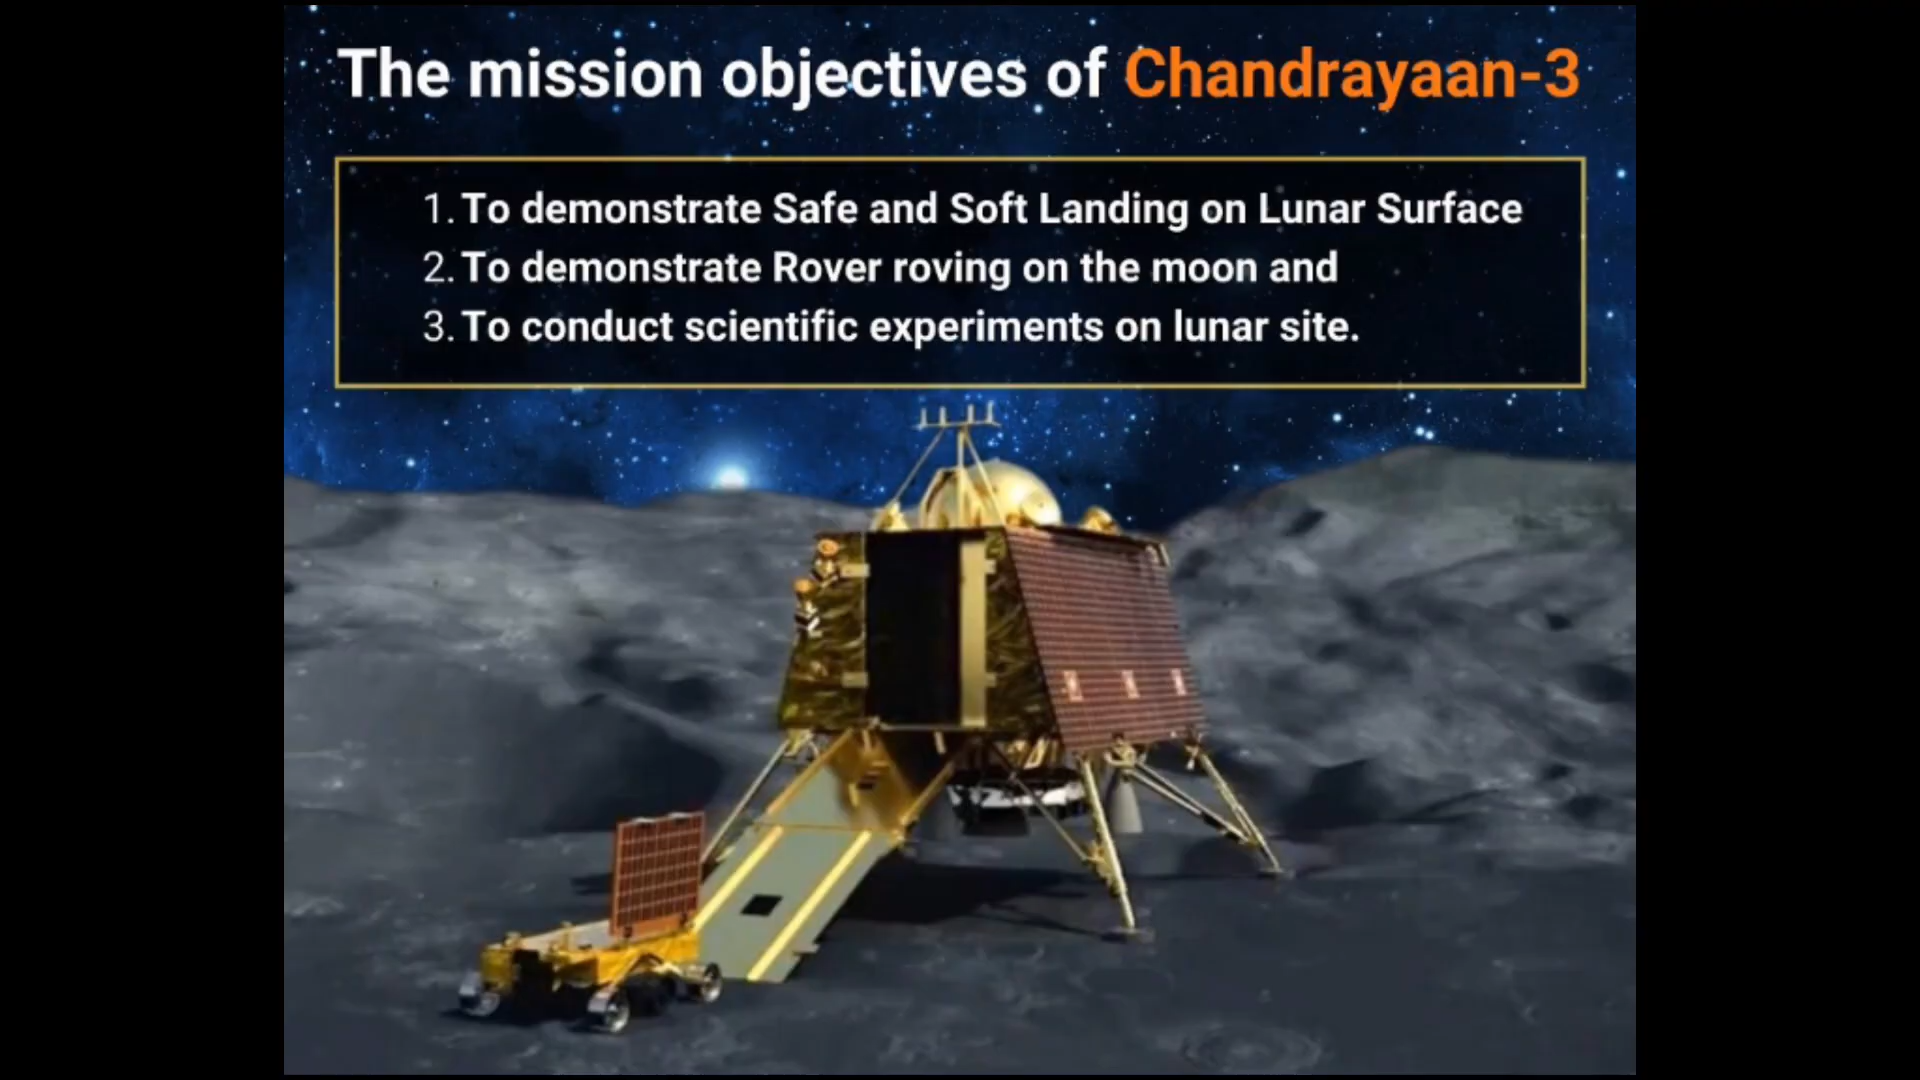 The mission objectives of Chandrayaan-3
1. To demonstrate Safe and Soft Landing on Lunar Surface
2. To demonstrate Rover roving on the moon and
3. To conduct scientific experiments on lunar site.